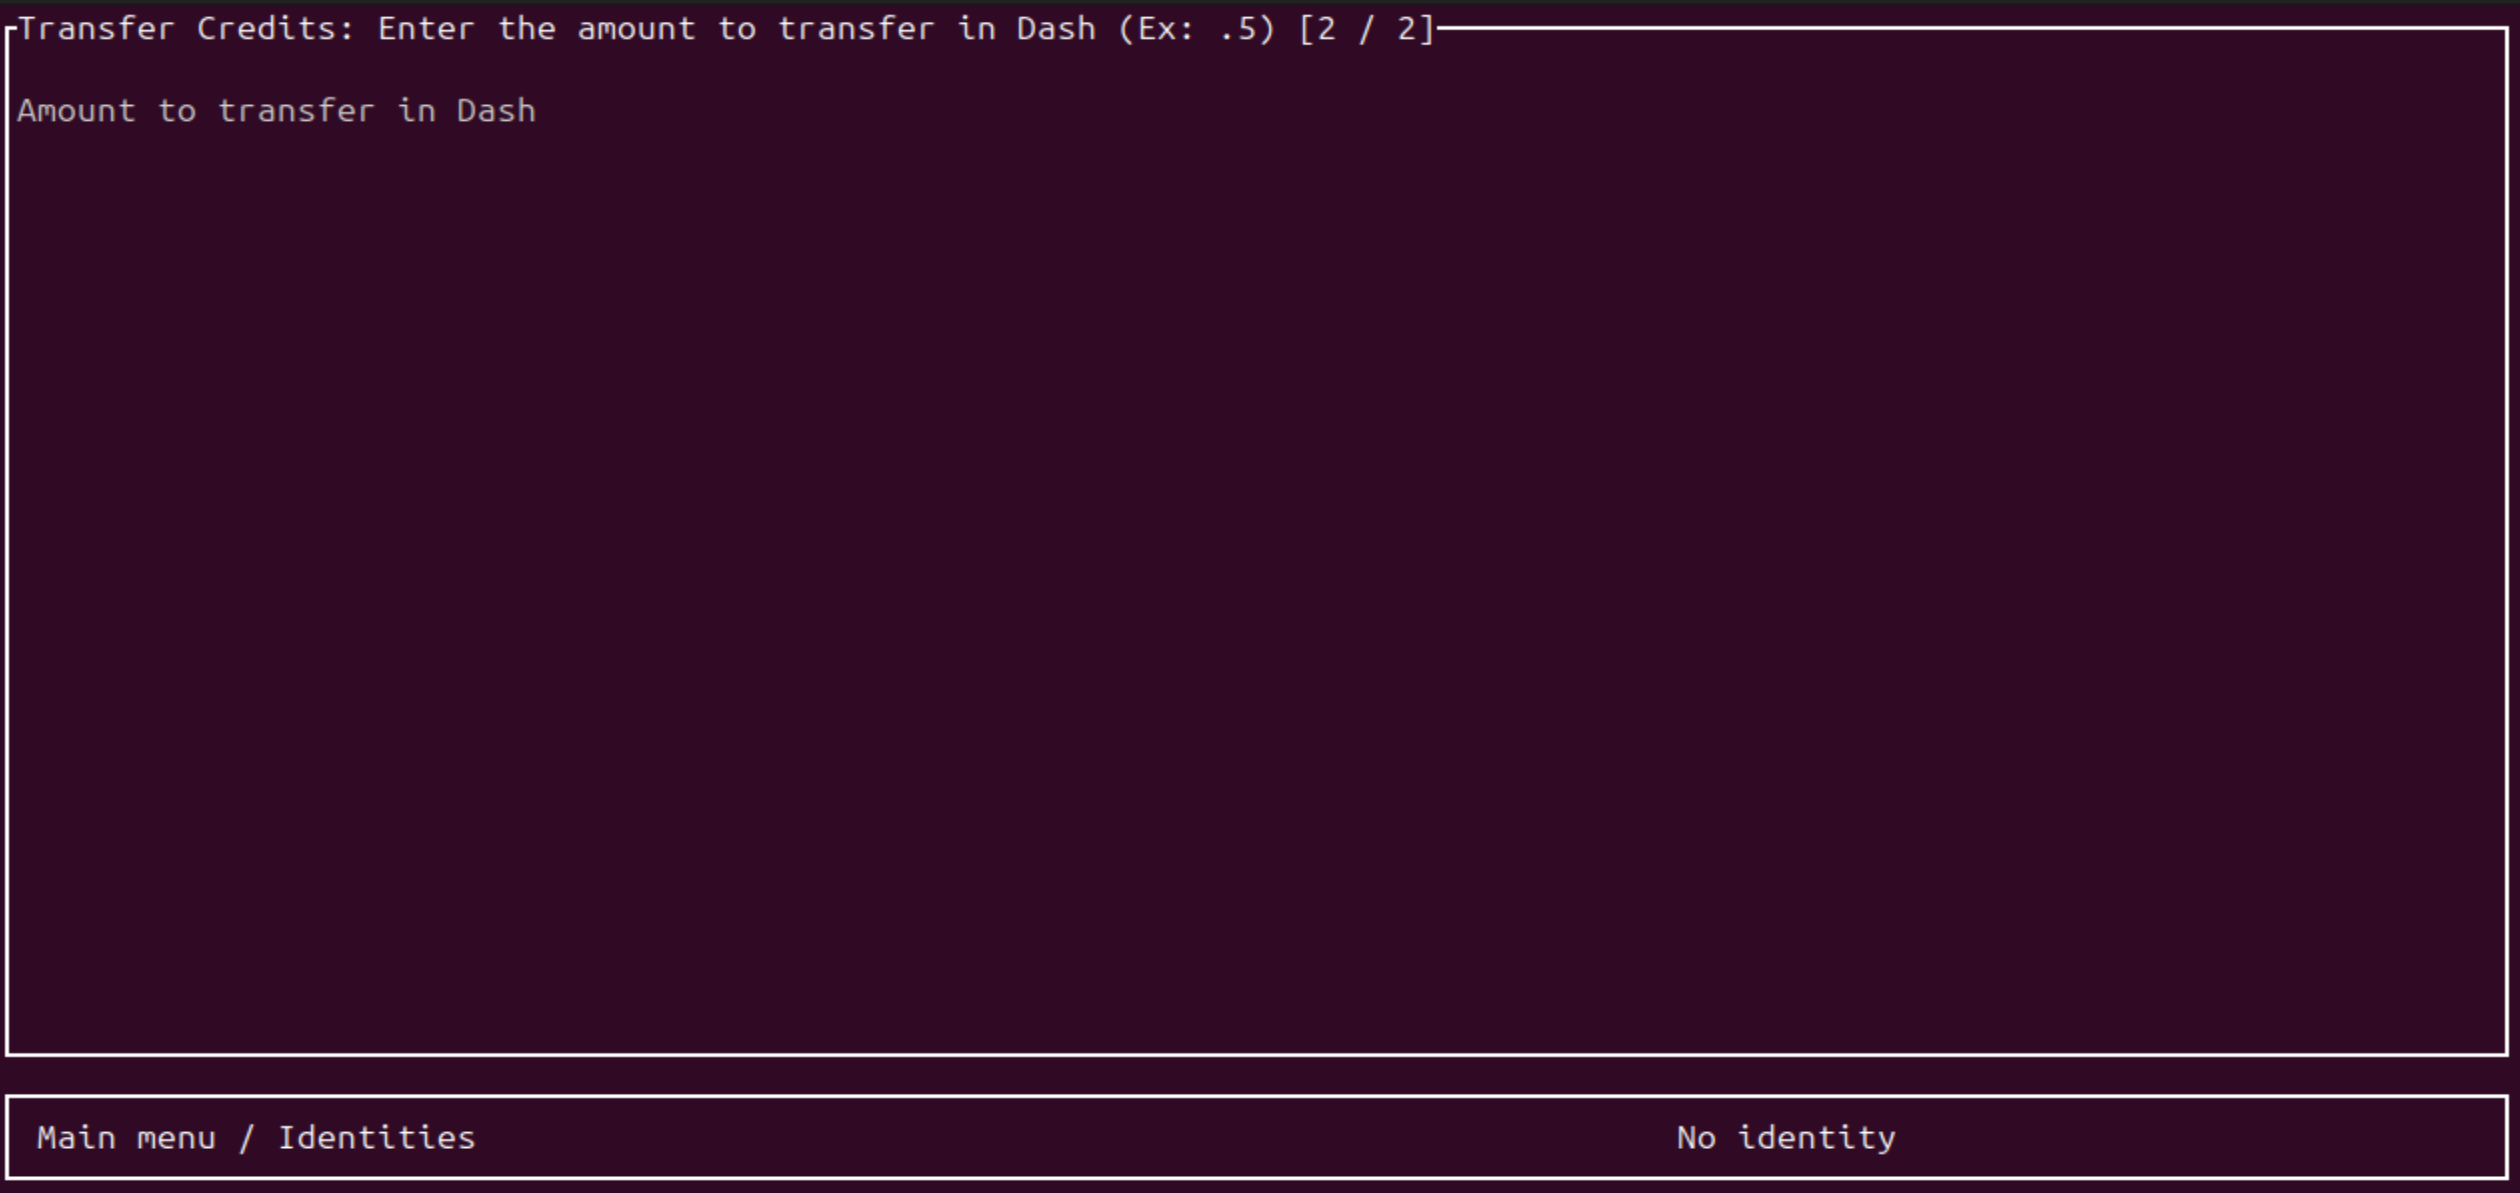 Transfer Credits: Enter the amount to transfer in Dash (Ex: .5) [2 / 2]
Amount to transfer in Dash
Main menu / Identities No identity